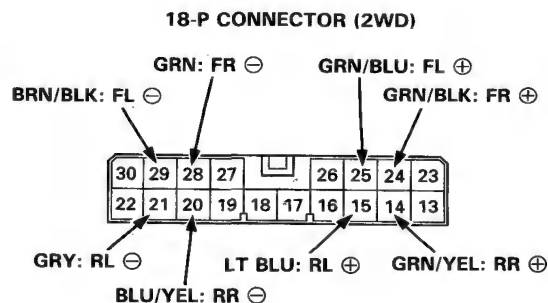 18-P CONNECTOR (2WD)
GRN: FR ⊖
GRN/BLU: FL ⊕
BRN/BLK: FL ⊖
GRN/BLK: FR ⊕
30 29 28 27 26 25 24 23
22 21 20 19 18 17 16 15 14 13
GRY: RL ⊖
LT BLU: RL ⊕
GRN/YEL: RR ⊕
BLU/YEL: RR ⊖